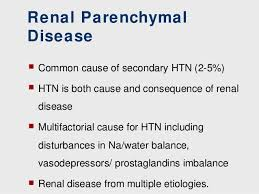 Renal Parenchymal
Disease
Common cause of secondary HTN (2-5%)
HTN is both cause and consequence of renal
disease
Multifactorial cause for HTN including
disturbances in Na/water balance,
vasodepressors/ prostaglandins imbalance
Renal disease from multiple etiologies.